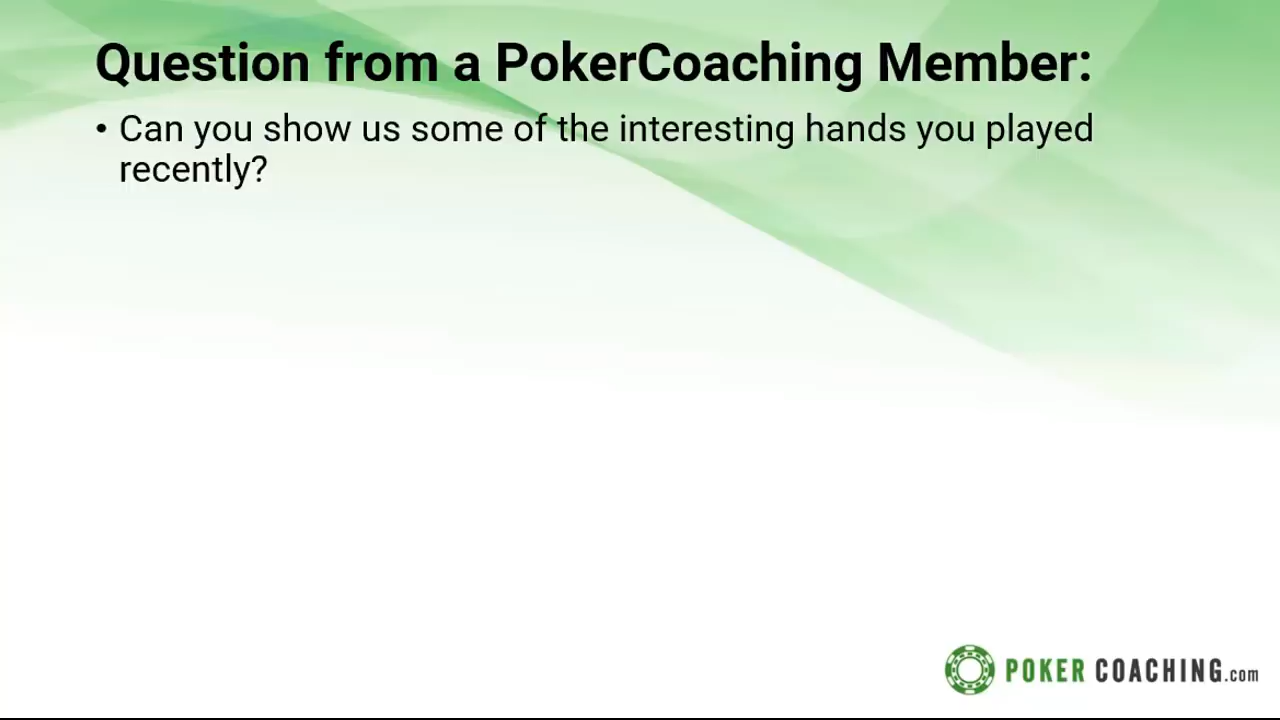 Question from a PokerCoaching Member:
• Can you show us some of the interesting hands you played
recently?
POKER COACHING.com